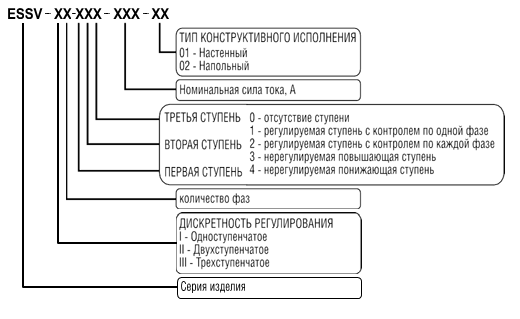 ESSV - XX-XXX - XXX - XX
ТИП КОНСТРУКТИВНОГО ИСПОЛНЕНИЯ
01 - Настенный
02 - Напольный
Номинальная сила тока, А
ТРЕТЬЯ СТУПЕНЬ
ВТОРАЯ СТУПЕНЬ
ПЕРВАЯ СТУПЕНЬ
0 - отсутствие ступени
1 - регулируемая ступень с контролем по одной фазе
2 - регулируемая ступень с контролем по каждой фазе
3 - нерегулируемая повышающая ступень
4 - нерегулируемая понижающая ступень
количество фаз
ДИСКРЕТНОСТЬ РЕГУЛИРОВАНИЯ
I - Одноступенчатое
II - Двухступенчатое
III - Трехступенчатое
Серия изделия